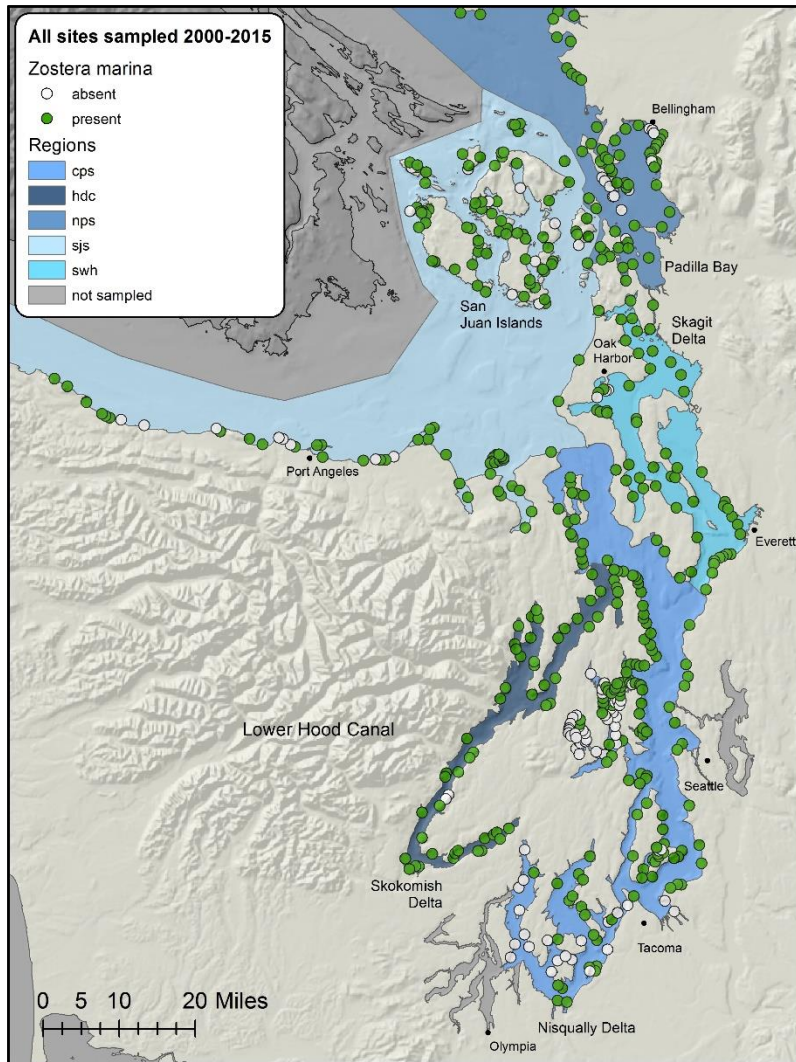 All sites sampled 2000-2015
Zostera marina
absent
present
Regions
cps
hdc
nps
sjs
swh
not sampled
Bellingham
Padilla Bay
San
Juan Islands
Skagit
Delta
Oak
Harbor
Port Angeles
Everett
Lower Hood Canal
Seattle
Skokomish
Delta
Tacoma
0 5 10 20 Miles
Nisqually Delta
Olympia